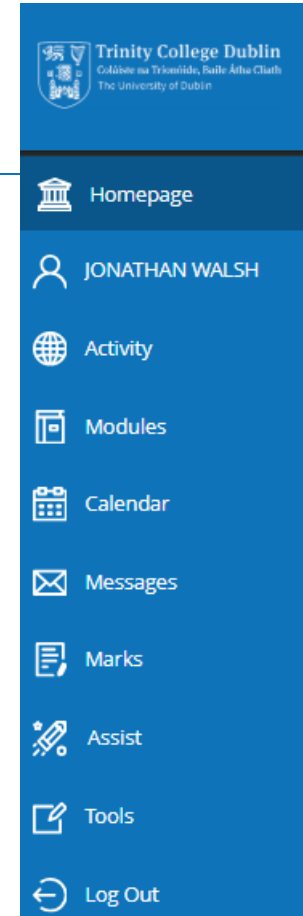 Trinity College Dublin
Coláiste na Tríonóide, Baile Átha Cliath
The University of Dublin
Homepage
JONATHAN WALSH
Activity
Modules
Calendar
Messages
Marks
Assist
Tools
Log Out